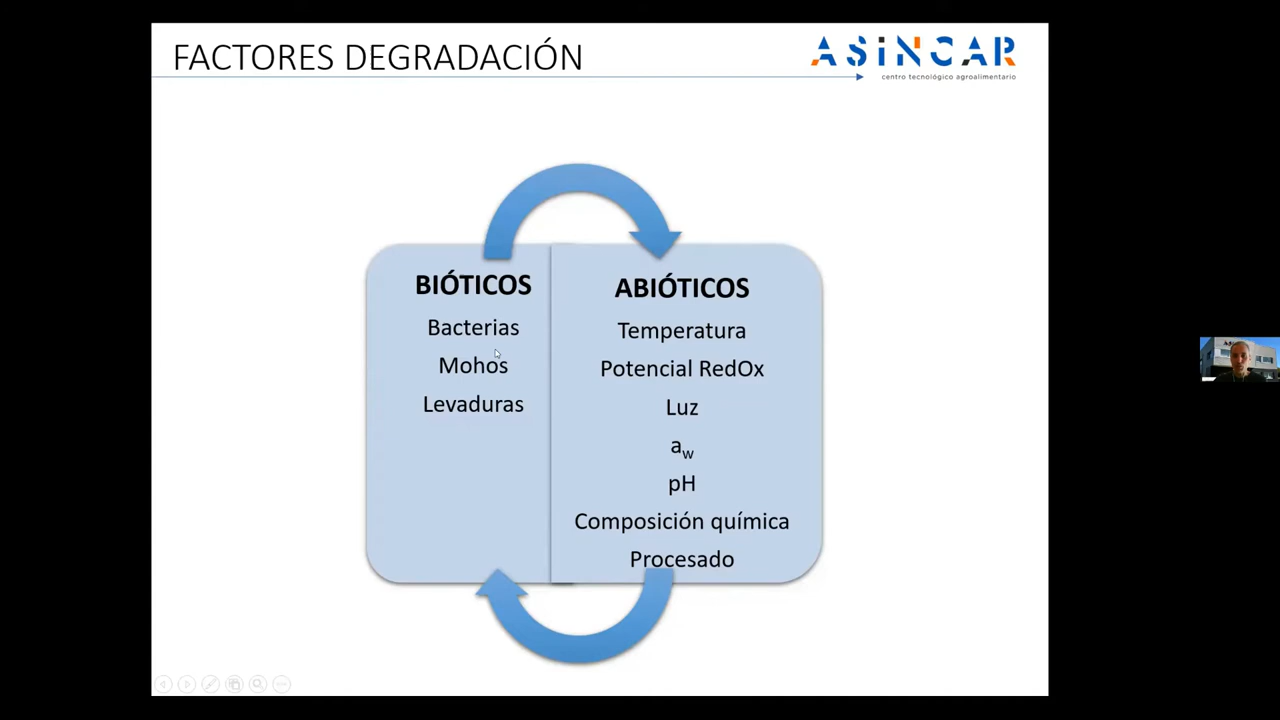 FACTORES DEGRADACIÓN
ASINCAR
centro tecnológico agroalimentario
BIÓTICOS
Bacterias
Mohos
Levaduras
ABIÓTICOS
Temperatura
Potencial RedOx
Luz
aw
pH
Composición química
Procesado